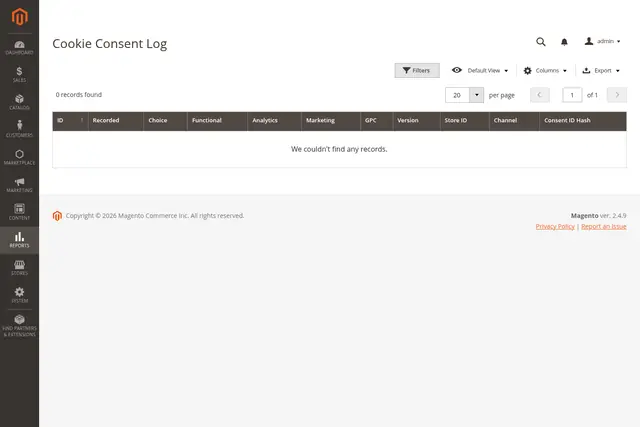 Cookie Consent Log
admin
Filters
Default View
Columns
Export
0 records found
20
per page
1
of 1
ID
Recorded
Choice
Functional
Analytics
Marketing
GPC
Version
Store ID
Channel
Consent ID Hash
We couldn't find any records.
DASHBOARD
SALES
CATALOG
CUSTOMERS
MARKETPLACE
MARKETING
CONTENT
REPORTS
STORES
SYSTEM
FIND PARTNERS
& EXTENSIONS
Copyright © 2026 Magento Commerce Inc. All rights reserved.
Magento ver. 2.4.9
Privacy Policy | Report an Issue